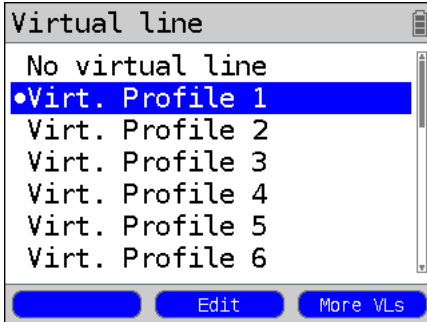 Virtual line
No virtual line
•Virt. Profile 1
Virt. Profile 2
Virt. Profile 3
Virt. Profile 4
Virt. Profile 5
Virt. Profile 6
Edit
More VLs